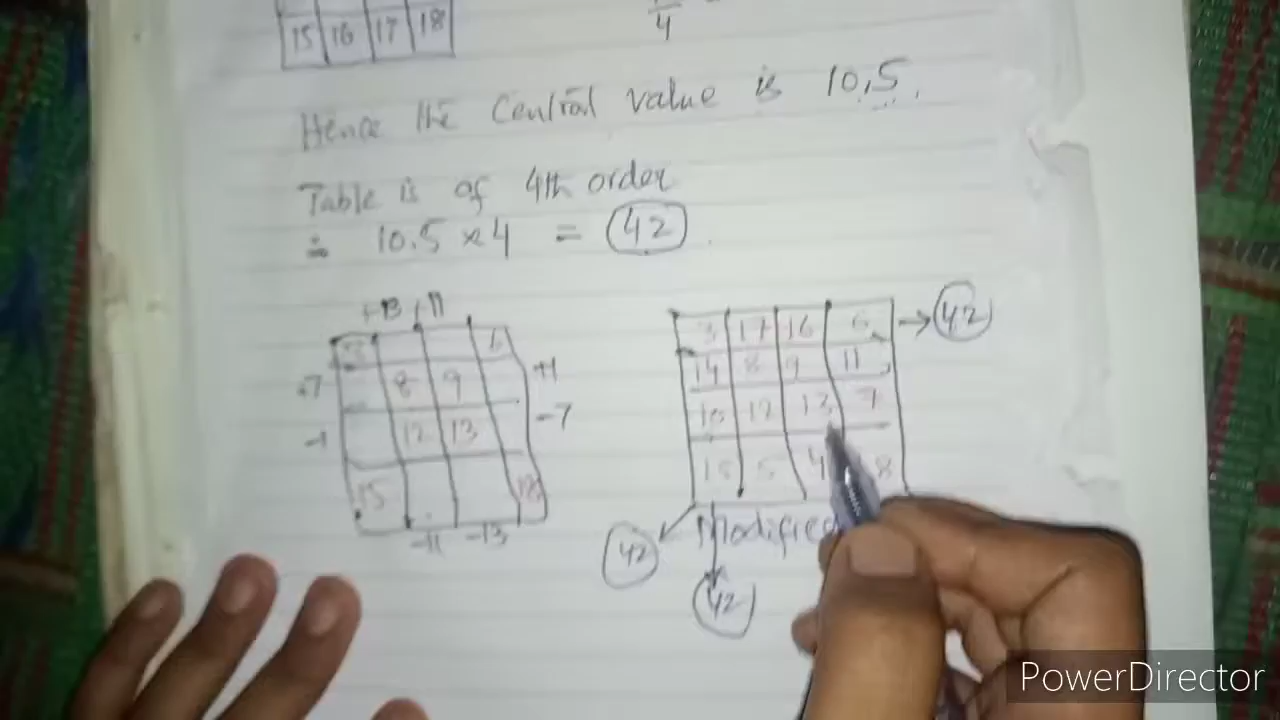 15 16 17 18
4
Hence the Central value is 10.5.
Table is of 4th order
∴ 10.5 × 4 = 42
+13 +11
3 6
+7 8 9 +1
-1 12 13 -7
15 18
-11 -13
3 17 16 6 → 42
14 8 9 11
10 12 13 7
15 5 4 8
42 Modified
42
PowerDirector